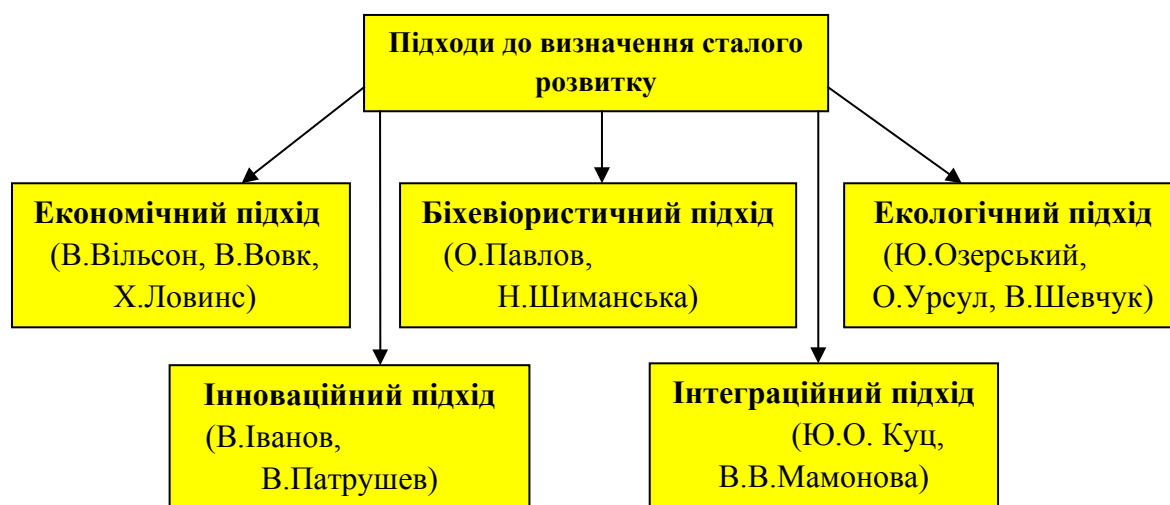 Підходи до визначення сталого
розвитку
Економічний підхід
(В.Вільсон, В.Вовк,
Х.Ловинс)
Біхевіористичний підхід
(О.Павлов,
Н.Шиманська)
Екологічний підхід
(Ю.Озерський,
О.Урсул, В.Шевчук)
Інноваційний підхід
(В.Іванов,
В.Патрушев)
Інтеграційний підхід
(Ю.О. Куц,
В.В.Мамонова)